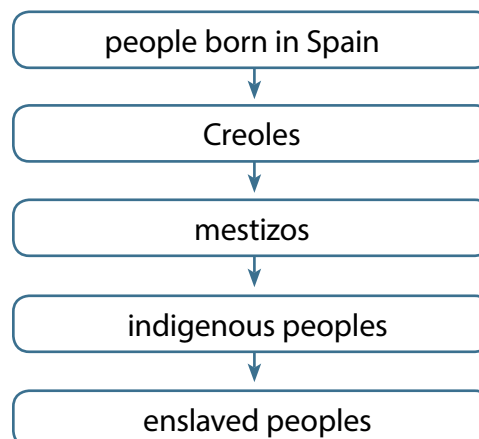 people born in Spain
Creoles
mestizos
indigenous peoples
enslaved peoples